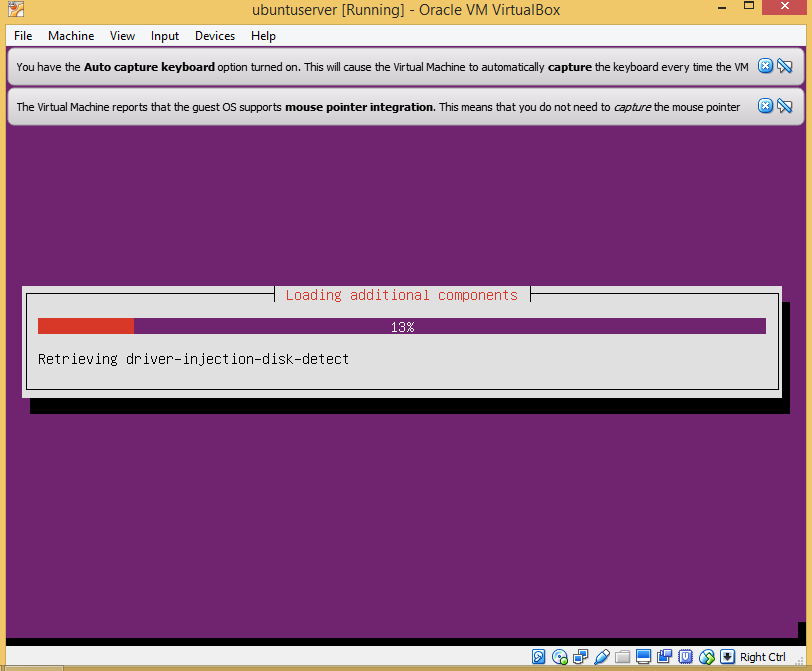 ubuntuserver [Running] - Oracle VM VirtualBox
File Machine View Input Devices Help
You have the Auto capture keyboard option turned on. This will cause the Virtual Machine to automatically capture the keyboard every time the VM
The Virtual Machine reports that the guest OS supports mouse pointer integration. This means that you do not need to capture the mouse pointer
Loading additional components
13%
Retrieving driver-injection-disk-detect
Right Ctrl